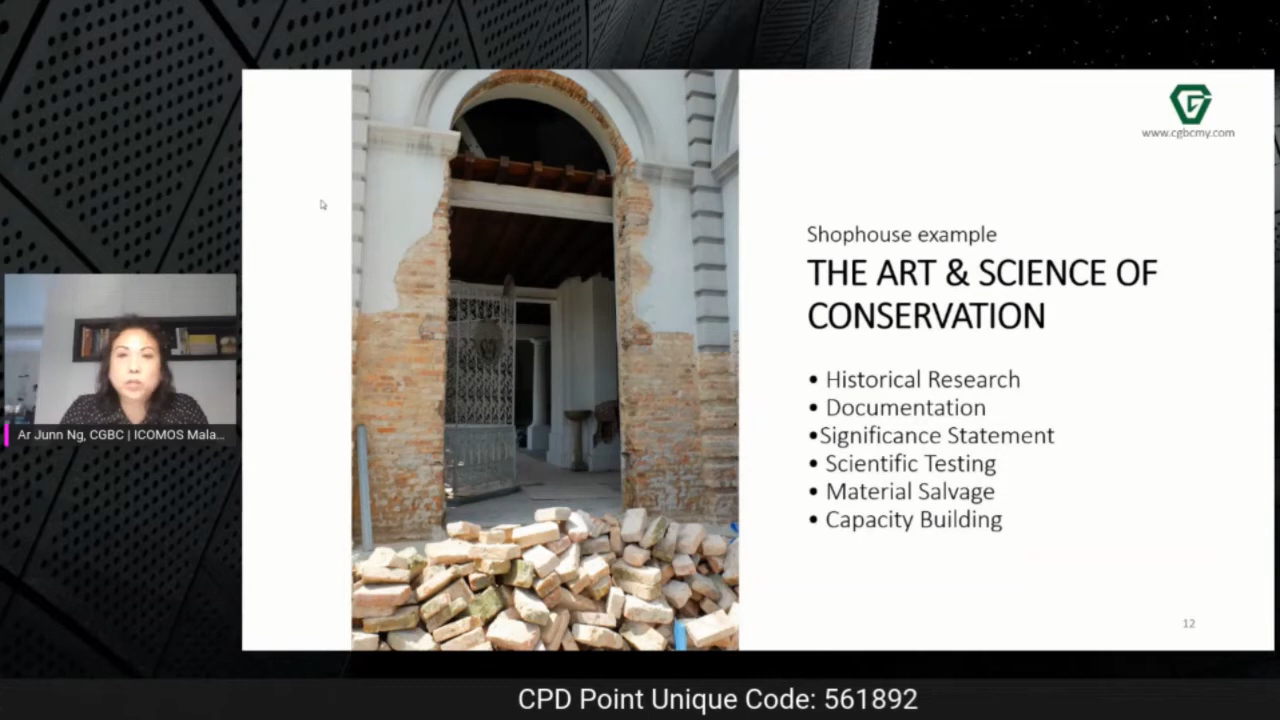 www.cgbcmy.com
Shophouse example
THE ART & SCIENCE OF
CONSERVATION
• Historical Research
• Documentation
•Significance Statement
• Scientific Testing
• Material Salvage
• Capacity Building
12
Ar Junn Ng, CGBC | ICOMOS Mala...
CPD Point Unique Code: 561892